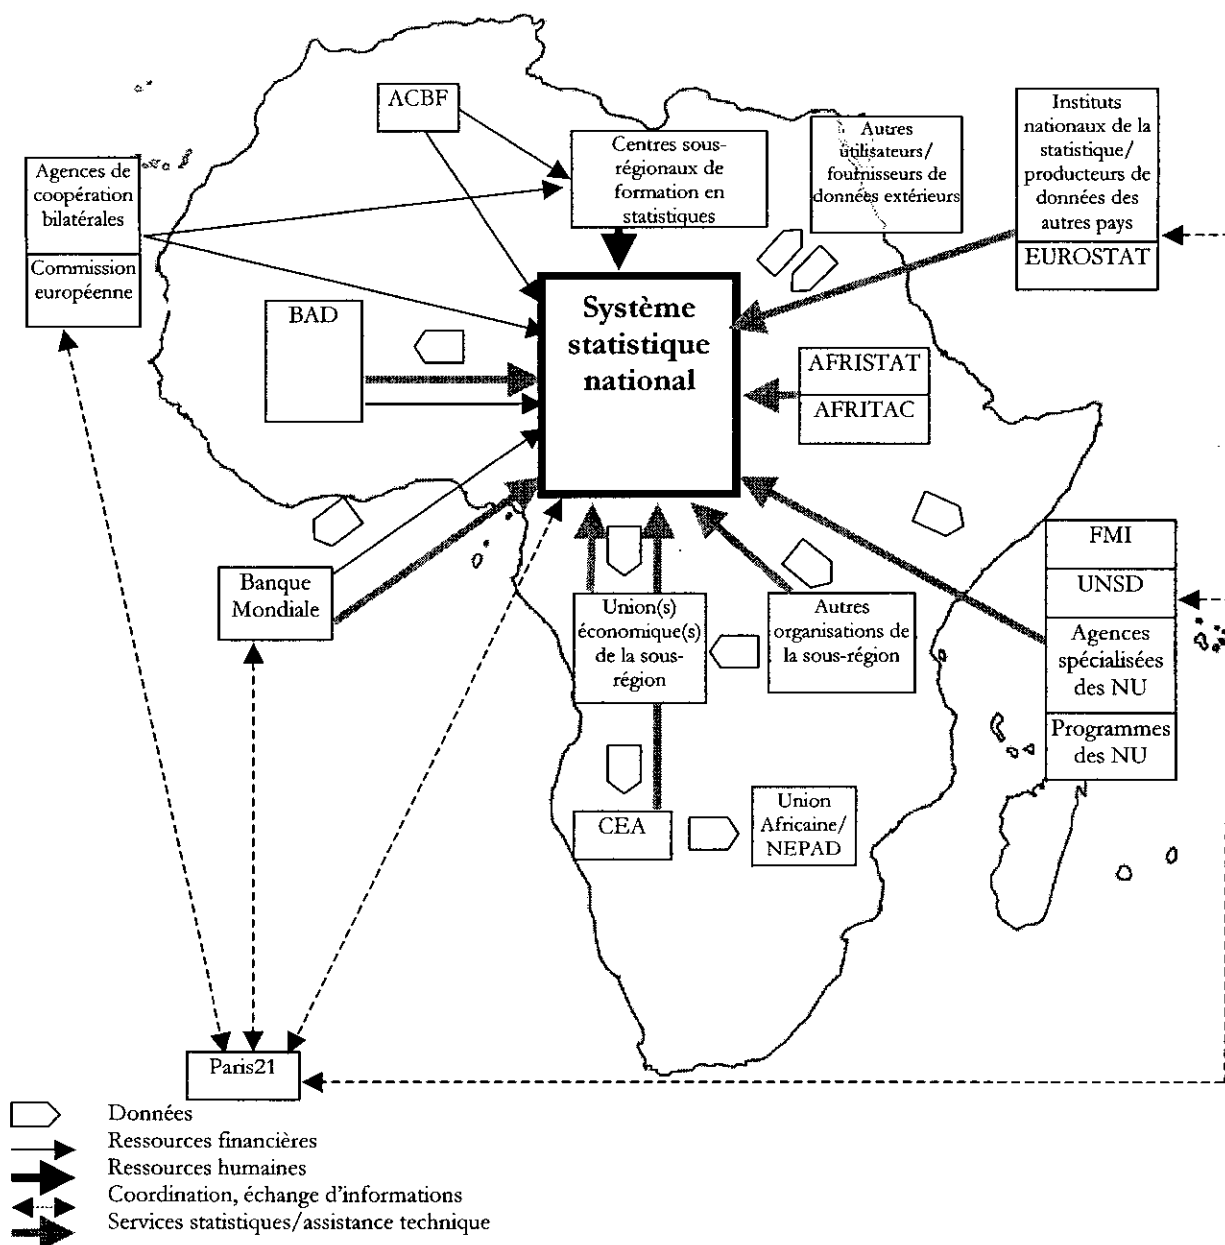 ACBF
Centres sous-
régionaux de
formation en
statistiques
Autres
utilisateurs/
fournisseurs de
données extérieurs
Instituts
nationaux de la
statistique/
producteurs de
données des
autres pays
EUROSTAT
Agences de
coopération
bilatérales
Commission
européenne
BAD
Système
statistique
national
AFRISTAT
AFRITAC
Banque
Mondiale
Union(s)
économique(s)
de la sous-
région
Autres
organisations de
la sous-région
FMI
UNSD
Agences
spécialisées
des NU
Programmes
des NU
CEA
Union
Africaine/
NEPAD
Paris21
Données
Ressources financières
Ressources humaines
Coordination, échange d'informations
Services statistiques/assistance technique